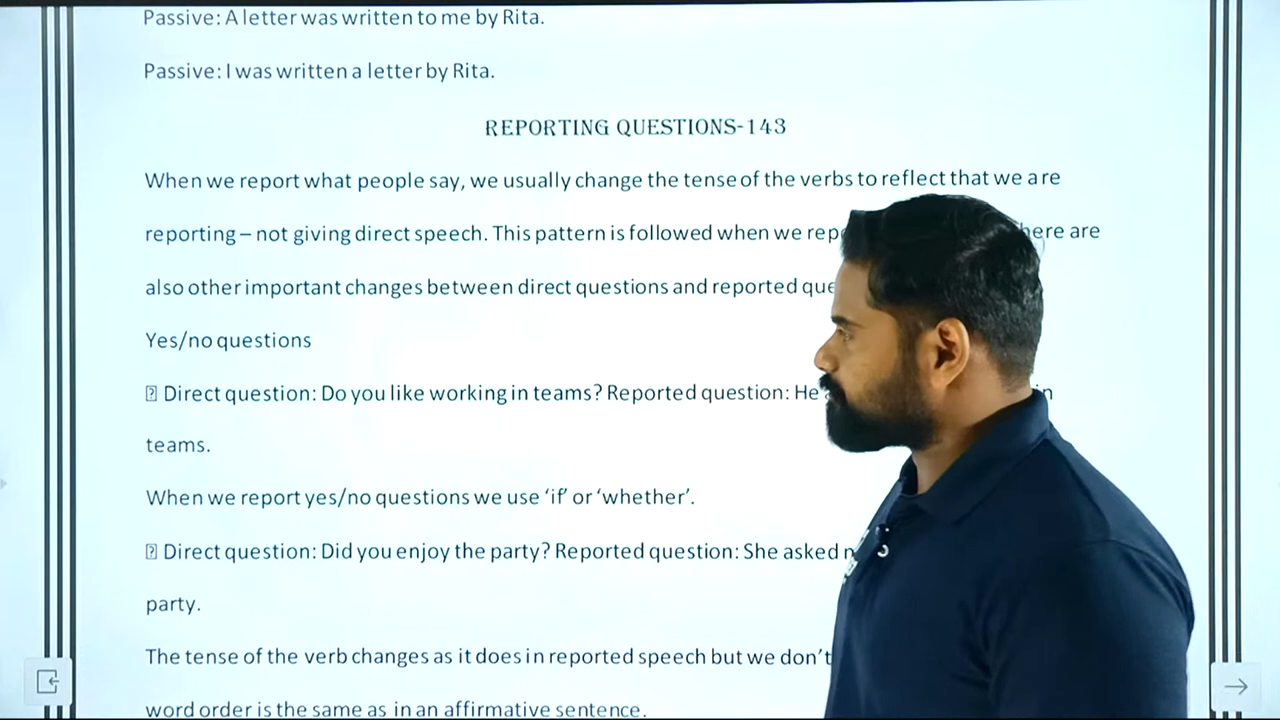 Passive: A letter was written to me by Rita.
Passive: I was written a letter by Rita.
REPORTING QUESTIONS-143
When we report what people say, we usually change the tense of the verbs to reflect that we are
reporting – not giving direct speech. This pattern is followed when we are
also other important changes between direct questions and reported
Yes/no questions
Direct question: Do you like working in teams? Reported question: He in
teams.
When we report yes/no questions we use ‘if’ or ‘whether’.
Direct question: Did you enjoy the party? Reported question: She asked
party.
The tense of the verb changes as it does in reported speech but we don’t
word order is the same as in an affirmative sentence.